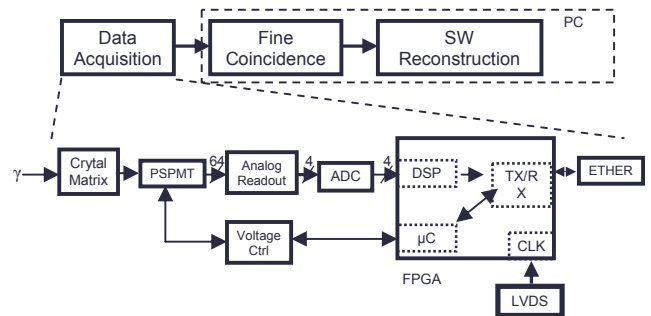 PC
Data
Acquisition
Fine
Coincidence
SW
Reconstruction
γ
Crytal
Matrix
PSPMT
64
Analog
Readout
4
ADC
4
DSP
TX/R
X
ETHER
Voltage
Ctrl
µC
CLK
FPGA
LVDS